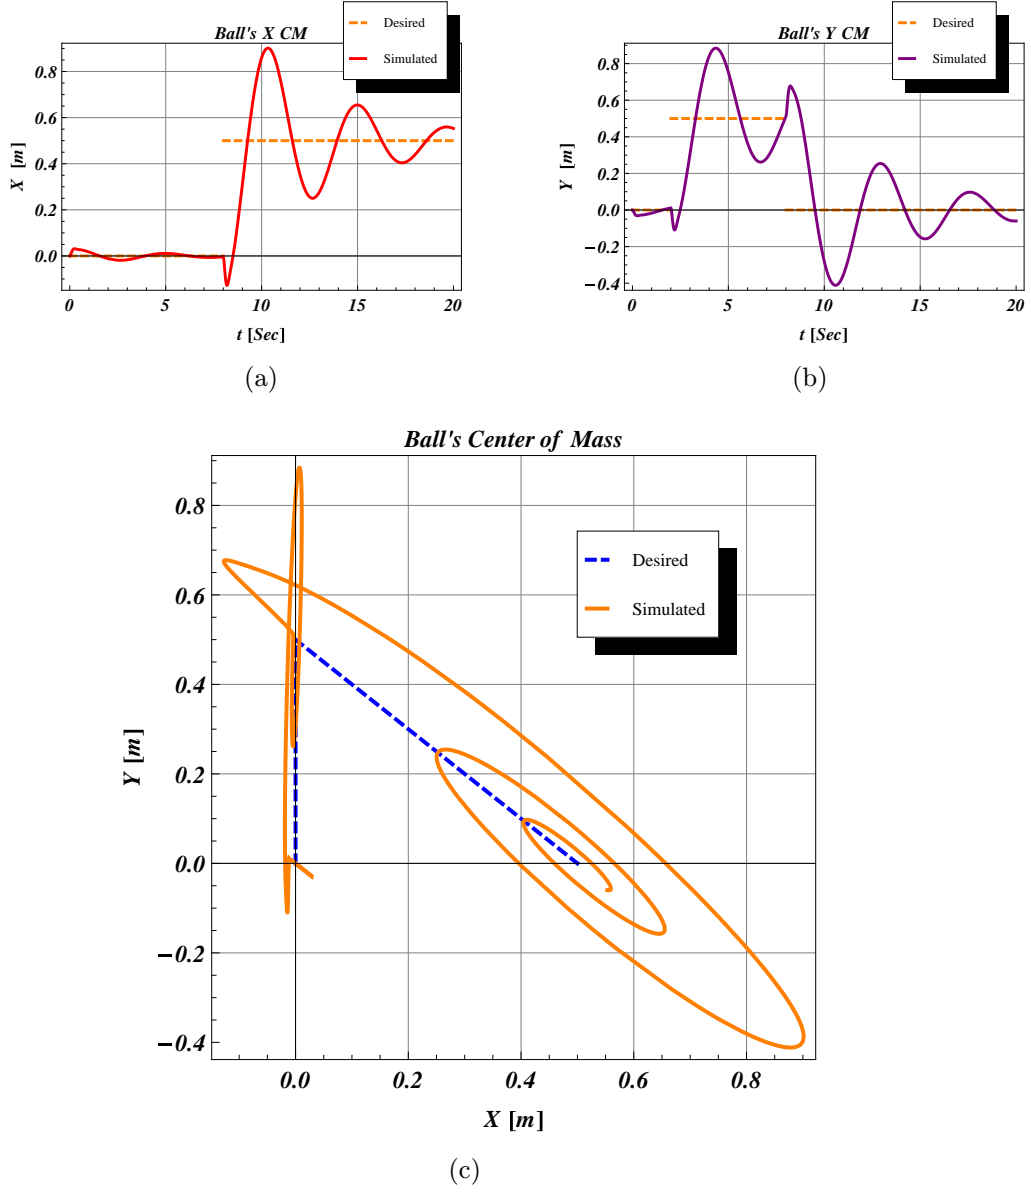 Ball's X CM
Desired
Simulated
X [m]
0.8
0.6
0.4
0.2
0.0
0
5
10
15
20
t [Sec]
(a)
Ball's Y CM
Desired
Simulated
Y [m]
0.8
0.6
0.4
0.2
0.0
−0.2
−0.4
0
5
10
15
20
t [Sec]
(b)
Ball's Center of Mass
Desired
Simulated
Y [m]
0.8
0.6
0.4
0.2
0.0
−0.2
−0.4
0.0
0.2
0.4
0.6
0.8
X [m]
(c)